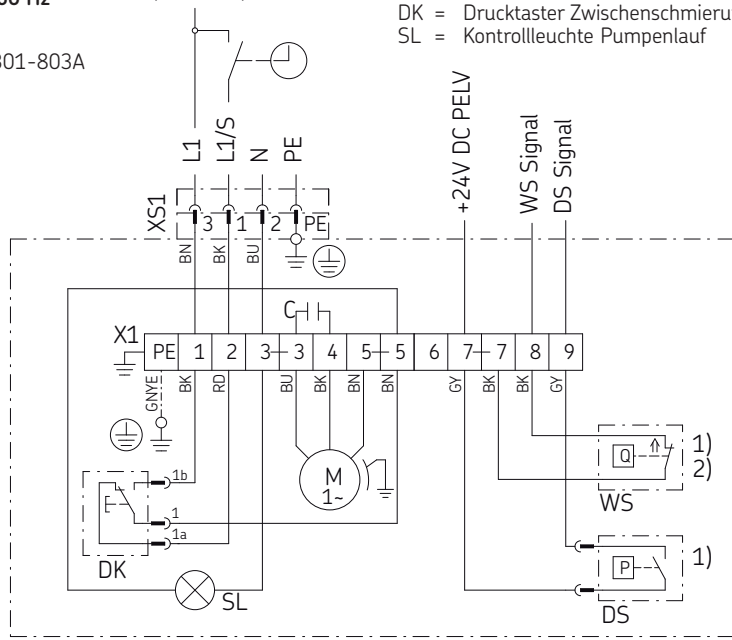 DK = Drucktaster Zwischenschmieru
SL = Kontrollleuchte Pumpenlauf
01-803A
L1
L1/S
N
PE
+24V DC PELV
WS Signal
DS Signal
XS1
3
1
2
PE
BN
BK
BU
C
X1
PE
1
2
3
3
4
5
5
6
7
7
8
9
GNYE
BK
RD
BU
BK
BN
BN
GY
BK
BK
GY
M
1~
1b
1
1a
DK
SL
Q
1)
2)
WS
P
1)
DS